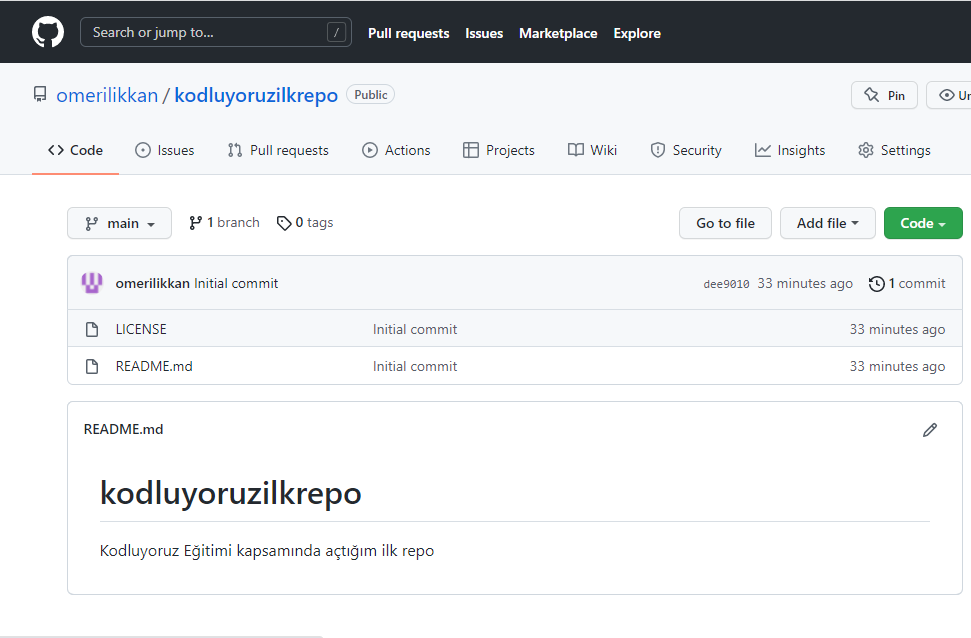 Search or jump to... / Pull requests Issues Marketplace Explore
omerilikkan / kodluyoruzilkrepo Public Pin
Code Issues Pull requests Actions Projects Wiki Security Insights Settings
main 1 branch 0 tags Go to file Add file Code
omerilikkan Initial commit dee9010 33 minutes ago 1 commit
LICENSE Initial commit 33 minutes ago
README.md Initial commit 33 minutes ago
README.md
kodluyoruzilkrepo
Kodluyoruz Eğitimi kapsamında açtığım ilk repo